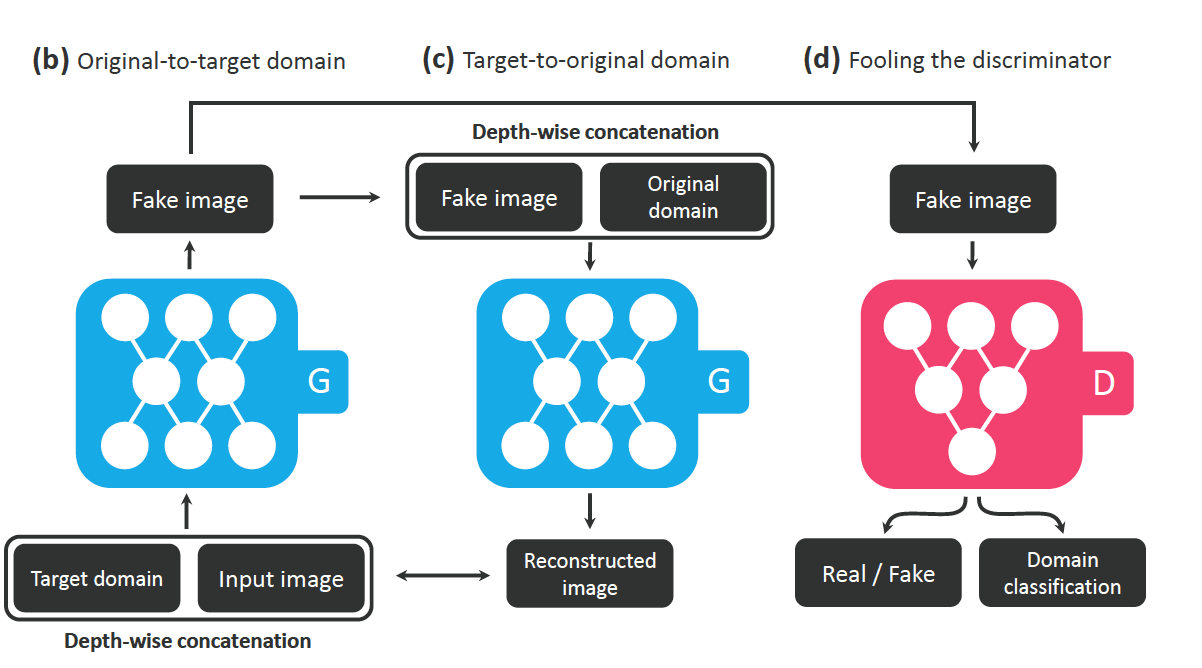 (b) Original-to-target domain
(c) Target-to-original domain
(d) Fooling the discriminator
Depth-wise concatenation
Fake image
Fake image
Original
domain
Fake image
G
G
D
Target domain
Input image
Reconstructed
image
Real / Fake
Domain
classification
Depth-wise concatenation